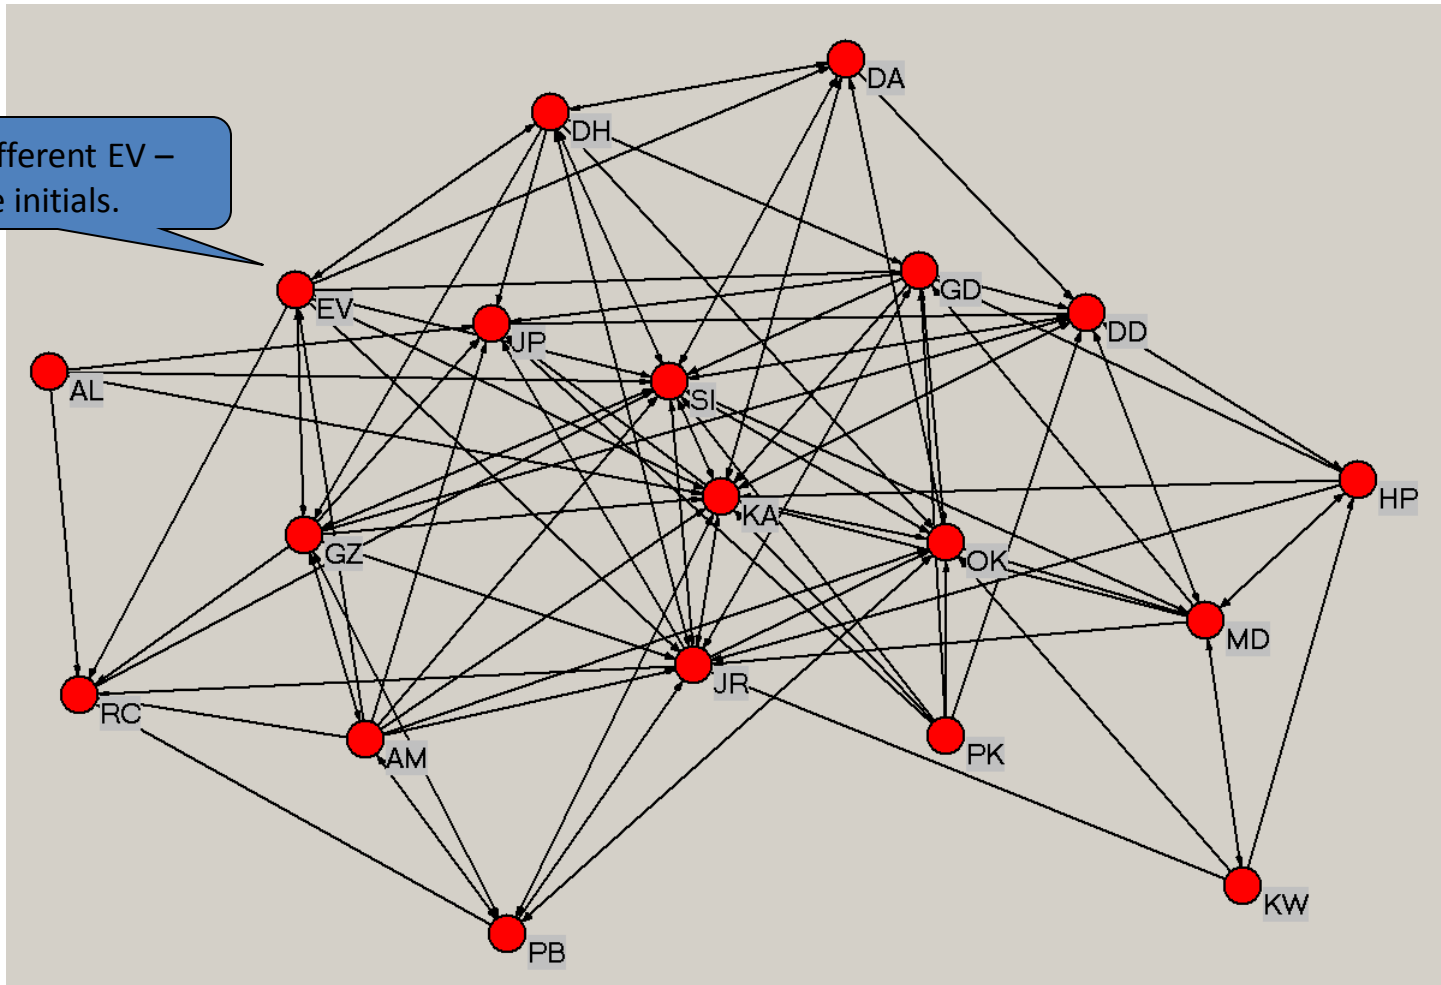 DA
DH
fferent EV –
e initials.
GD
EV
DD
JP
AL
SI
HP
KA
GZ
OK
MD
JR
RC
AM
PK
KW
PB